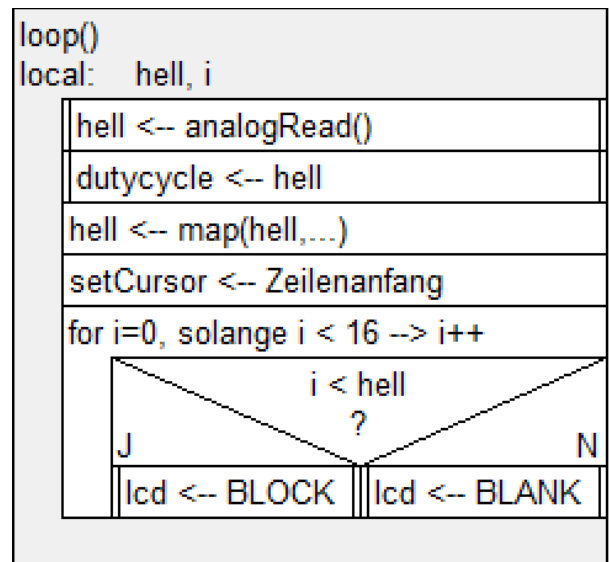 loop()
local: hell, i
hell <-- analogRead()
dutycycle <-- hell
hell <-- map(hell,...)
setCursor <-- Zeilenanfang
for i=0, solange i < 16 --> i++
i < hell
?
J N
lcd <-- BLOCK lcd <-- BLANK